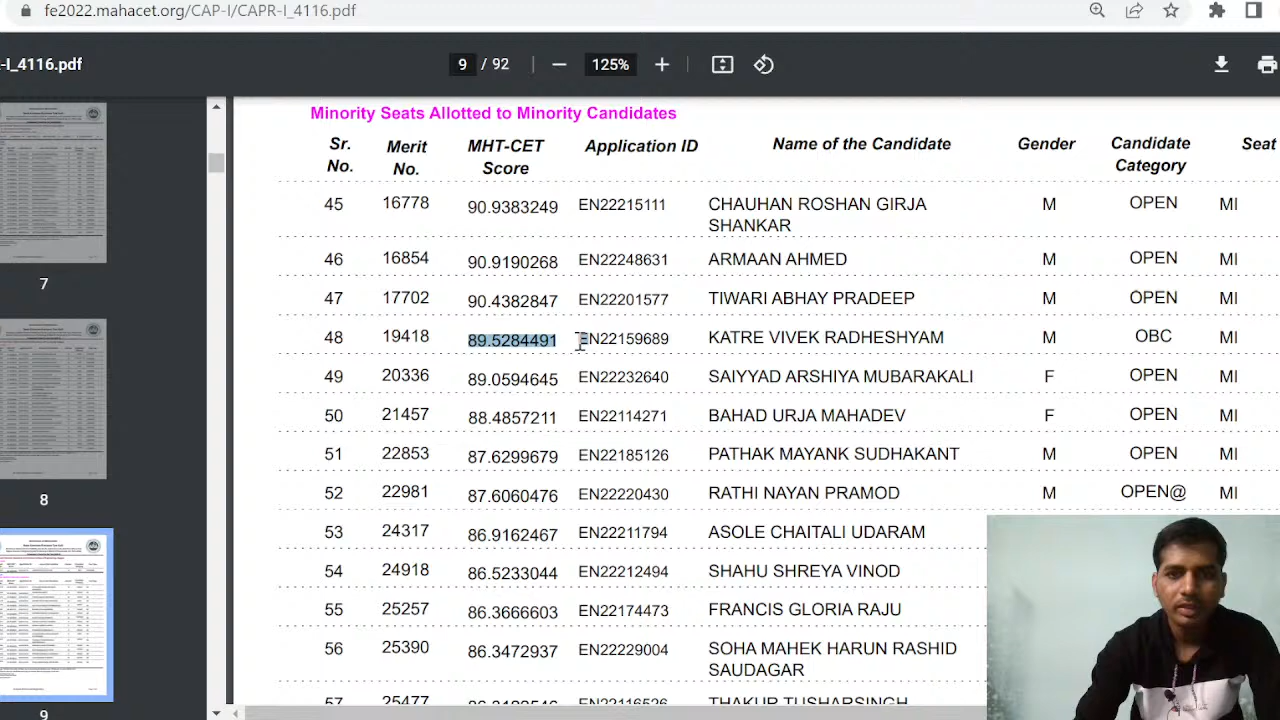 fe2022.mahacet.org/CAP-I/CAPR-I_4116.pdf
-I_4116.pdf
9 / 92
125%
Minority Seats Allotted to Minority Candidates
Sr. No. Merit No. MHT-CET Score Application ID Name of the Candidate Gender Candidate Category Seat
45 16778 90.9383249 EN22215111 CHAUHAN ROSHAN GIRJA M OPEN MI
SHANKAR
46 16854 90.9190268 EN22248631 ARMAAN AHMED M OPEN MI
47 17702 90.4382847 EN22201577 TIWARI ABHAY PRADEEP M OPEN MI
48 19418 89.5284491 EN22159689 KATRE VIVEK RADHESHYAM M OBC MI
49 20336 89.0594645 EN22232640 SAIYYAD ARSHIYA MUBARAKALI F OPEN MI
50 21457 88.4857211 EN22114271 BAHAD URJA MAHADEV F OPEN MI
51 22853 87.6299679 EN22185126 PATHAK MAYANK SUDHAKANT M OPEN MI
52 22981 87.6060476 EN22220430 RATHI NAYAN PRAMOD M OPEN@ MI
53 24317 86.9162467 EN22211794 ASOLE CHAITALI UDARAM
54 24918 86.5233044 EN22212494 SHAHU SHREYA VINOD
55 25257 86.3666603 EN22174473 FRANCIS GLORIA RAJU
56 25390 86.3472937 EN22229004 SOHA MAHEK HARUN RASHID
SAUDAGAR
57 25477 THAKUR TUSHARSINGH
7
8
9